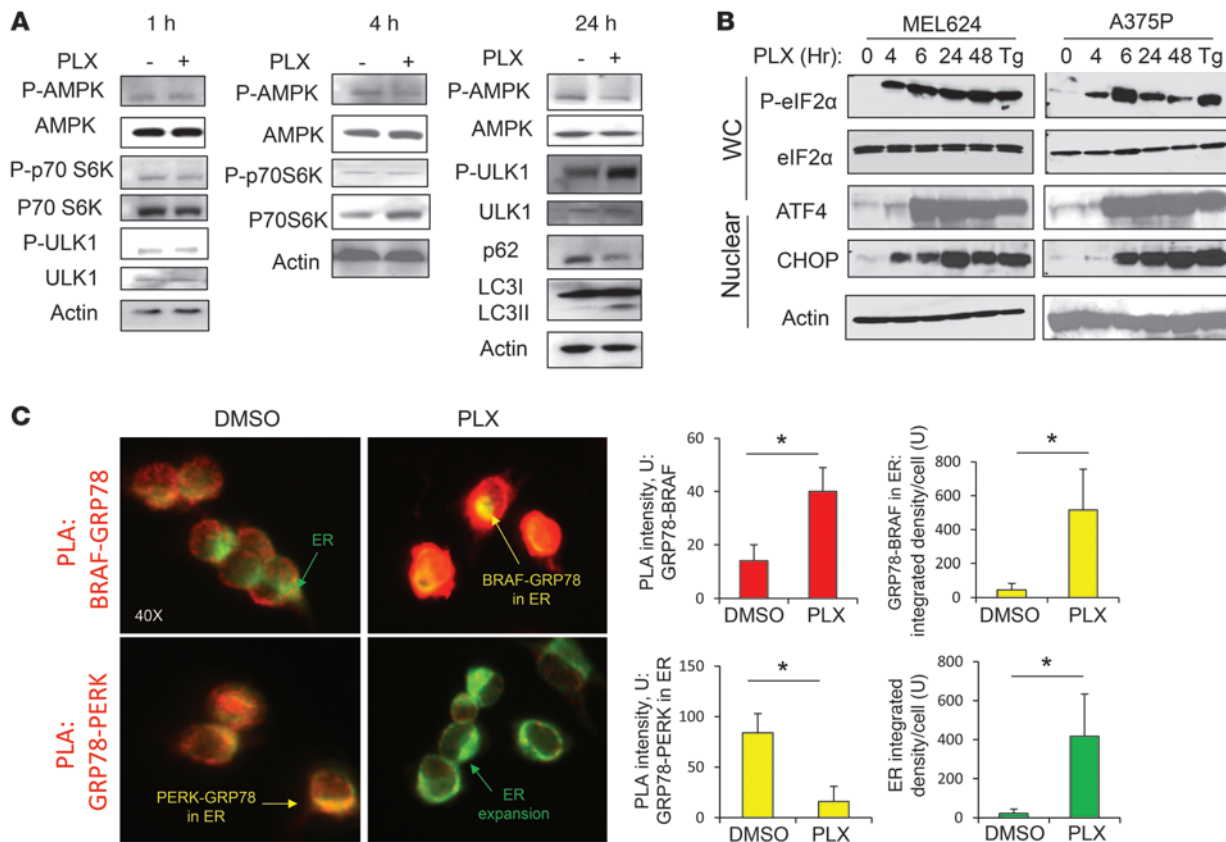 A
1 h
4 h
24 h
PLX
- +
P-AMPK
AMPK
P-p70 S6K
P70 S6K
P-ULK1
ULK1
Actin
PLX
- +
P-AMPK
AMPK
P-p70S6K
P70S6K
Actin
PLX
- +
P-AMPK
AMPK
P-ULK1
ULK1
p62
LC3I
LC3II
Actin
B
MEL624
A375P
PLX (Hr): 0 4 6 24 48 Tg 0 4 6 24 48 Tg
WC
P-eIF2α
eIF2α
Nuclear
ATF4
CHOP
Actin
C
DMSO
PLX
PLA:
BRAF-GRP78
ER
40X
BRAF-GRP78
in ER
PLA:
GRP78-PERK
PERK-GRP78
in ER
ER
expansion
PLA intensity, U:
GRP78-BRAF
60
40
20
0
*
DMSO PLX
GRP78-BRAF in ER:
integrated density/cell (U)
800
600
400
200
0
*
DMSO PLX
PLA intensity, U:
GRP78-PERK in ER
150
100
50
0
*
DMSO PLX
ER integrated
density/cell (U)
800
600
400
200
0
*
DMSO PLX